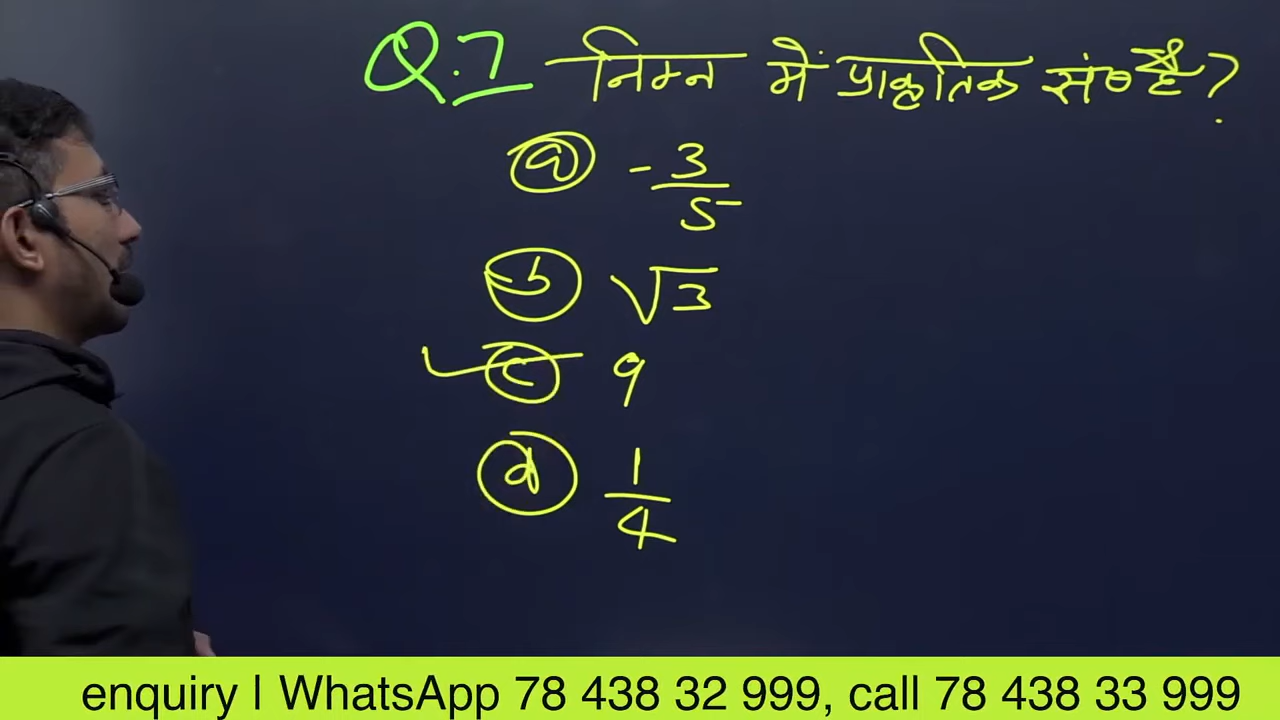 Q.7 निम्न में प्राकृतिक सं० है?
(a) -3/5
(b) √3
(c) 9
(d) 1/4
enquiry I WhatsApp 78 438 32 999, call 78 438 33 999